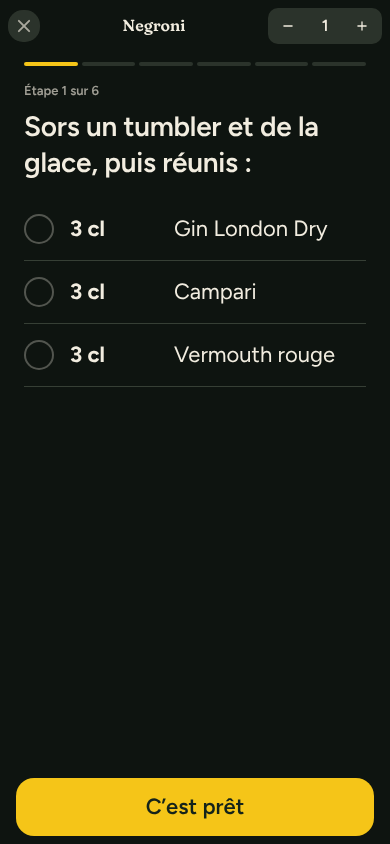 Negroni
− 1 +
Étape 1 sur 6
Sors un tumbler et de la
glace, puis réunis :
3 cl Gin London Dry
3 cl Campari
3 cl Vermouth rouge
C’est prêt